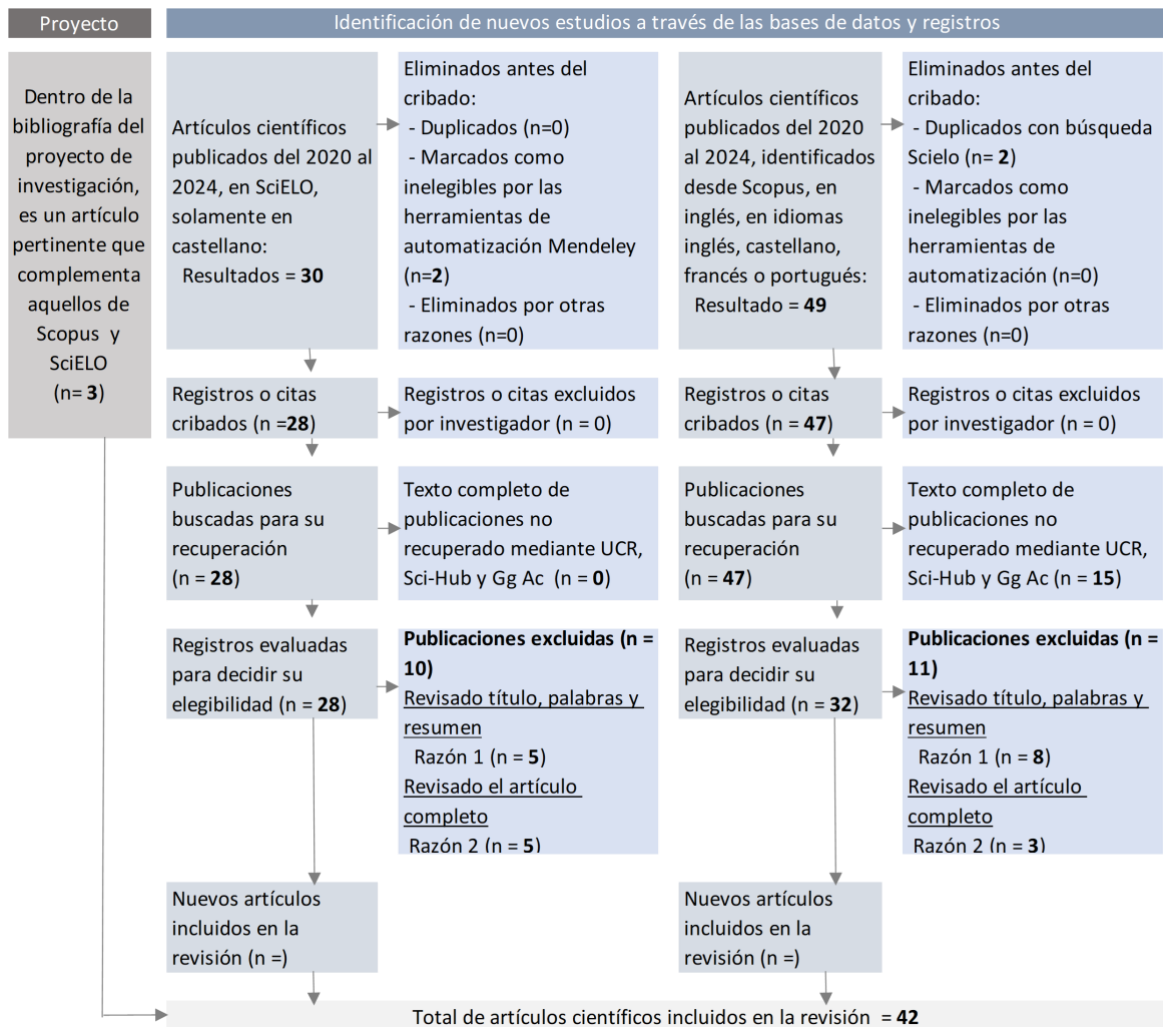 Proyecto
Identificación de nuevos estudios a través de las bases de datos y registros
Dentro de la
bibliografía del
proyecto de
investigación,
es un artículo
pertinente que
complementa
aquellos de
Scopus y
SciELO
(n= 3)
Artículos científicos
publicados del 2020 al
2024, en SciELO,
solamente en
castellano:
Resultados = 30
Eliminados antes del
cribado:
- Duplicados (n=0)
- Marcados como
inelegibles por las
herramientas de
automatización Mendeley
(n=2)
- Eliminados por otras
razones (n=0)
Artículos científicos
publicados del 2020
al 2024, identificados
desde Scopus, en
inglés, en idiomas
inglés, castellano,
francés o portugués:
Resultado = 49
Eliminados antes del
cribado:
- Duplicados con búsqueda
Scielo (n= 2)
- Marcados como
inelegibles por las
herramientas de
automatización (n=0)
- Eliminados por otras
razones (n=0)
Registros o citas
cribados (n =28)
Registros o citas excluidos
por investigador (n = 0)
Registros o citas
cribados (n = 47)
Registros o citas excluidos
por investigador (n = 0)
Publicaciones
buscadas para su
recuperación
(n = 28)
Texto completo de
publicaciones no
recuperado mediante UCR,
Sci-Hub y Gg Ac (n = 0)
Publicaciones
buscadas para su
recuperación
(n = 47)
Texto completo de
publicaciones no
recuperado mediante UCR,
Sci-Hub y Gg Ac (n = 15)
Registros evaluadas
para decidir su
elegibilidad (n = 28)
Publicaciones excluidas (n =
10)
Revisado título, palabras y
resumen
Razón 1 (n = 5)
Revisado el artículo
completo
Razón 2 (n = 5)
Registros evaluadas
para decidir su
elegibilidad (n = 32)
Publicaciones excluidas (n =
11)
Revisado título, palabras y
resumen
Razón 1 (n = 8)
Revisado el artículo
completo
Razón 2 (n = 3)
Nuevos artículos
incluidos en la
revisión (n =)
Nuevos artículos
incluidos en la
revisión (n =)
Total de artículos científicos incluidos en la revisión = 42